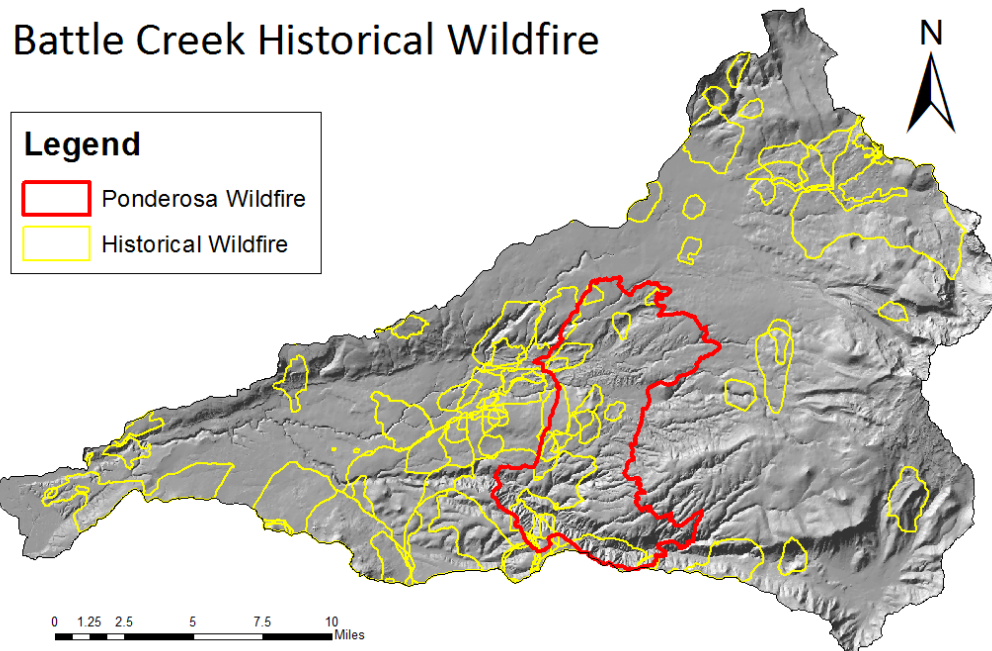 Battle Creek Historical Wildfire
N
Legend
Ponderosa Wildfire
Historical Wildfire
0 1.25 2.5 5 7.5 10
Miles